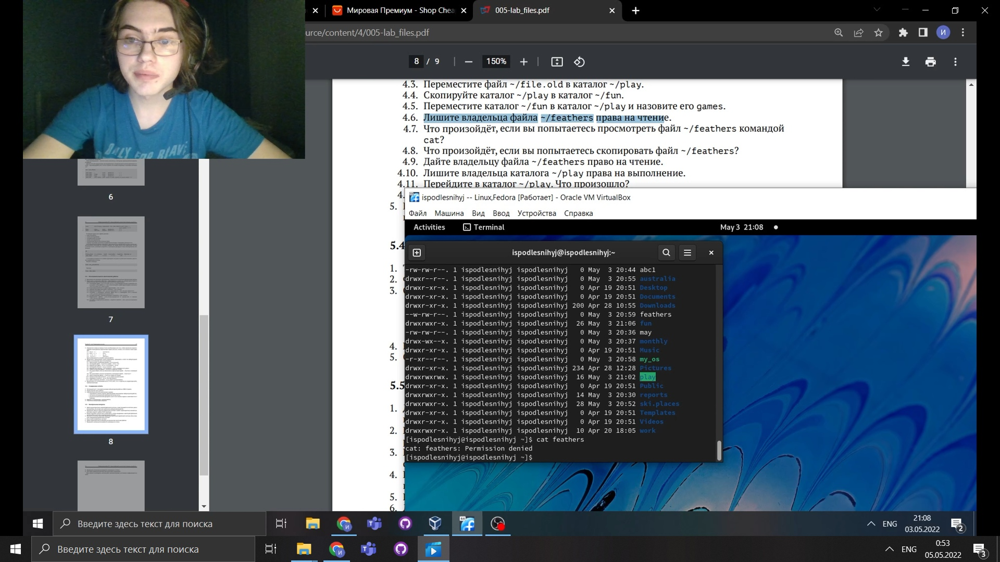 Мировая Премиум - Shop Chea
005-lab_files.pdf
urce/content/4/005-lab_files.pdf
И
8 / 9
150%
4.3. Переместите файл ~/file.old в каталог ~/play.
4.4. Скопируйте каталог ~/play в каталог ~/fun.
4.5. Переместите каталог ~/fun в каталог ~/play и назовите его games.
4.6. Лишите владельца файла ~/feathers права на чтение.
4.7. Что произойдёт, если вы попытаетесь просмотреть файл ~/feathers командой
cat?
4.8. Что произойдёт, если вы попытаетесь скопировать файл ~/feathers?
4.9. Дайте владельцу файла ~/feathers право на чтение.
4.10. Лишите владельца каталога ~/play права на выполнение.
4.11. Перейдите в каталог ~/play. Что произошло?
4.
5.
5.4
1.
2.
3.
4.
5.
5.5
1.
2.
3.
4.
5.
6.
6
7
8
ispodlesnihyj -- Linux,Fedora [Работает] - Oracle VM VirtualBox
Файл Машина Вид Ввод Устройства Справка
Activities Terminal May 3 21:08
ispodlesnihyj@ispodlesnihyj:~
-rw-rw-r--. 1 ispodlesnihyj ispodlesnihyj 0 May 3 20:44 abc1
drwxr--r--. 1 ispodlesnihyj ispodlesnihyj 0 May 3 20:55 australia
drwxr-xr-x. 1 ispodlesnihyj ispodlesnihyj 0 Apr 19 20:51 Desktop
drwxr-xr-x. 1 ispodlesnihyj ispodlesnihyj 0 Apr 19 20:51 Documents
drwxr-xr-x. 1 ispodlesnihyj ispodlesnihyj 200 Apr 28 10:55 Downloads
--w-rw-r--. 1 ispodlesnihyj ispodlesnihyj 0 May 3 20:59 feathers
drwxrwxr-x. 1 ispodlesnihyj ispodlesnihyj 26 May 3 21:06 fun
-rw-rw-r--. 1 ispodlesnihyj ispodlesnihyj 0 May 3 20:36 may
drwx-wx--x. 1 ispodlesnihyj ispodlesnihyj 0 May 3 20:37 monthly
drwxr-xr-x. 1 ispodlesnihyj ispodlesnihyj 0 Apr 19 20:51 Music
-r-xr--r--. 1 ispodlesnihyj ispodlesnihyj 0 May 3 20:58 my_os
drwxr-xr-x. 1 ispodlesnihyj ispodlesnihyj 234 Apr 28 12:28 Pictures
drwxrwxrwx. 1 ispodlesnihyj ispodlesnihyj 16 May 3 21:02 play
drwxr-xr-x. 1 ispodlesnihyj ispodlesnihyj 0 Apr 19 20:51 Public
drwxrwxr-x. 1 ispodlesnihyj ispodlesnihyj 14 May 3 20:30 reports
drwxrwxr-x. 1 ispodlesnihyj ispodlesnihyj 28 May 3 20:52 ski.places
drwxr-xr-x. 1 ispodlesnihyj ispodlesnihyj 0 Apr 19 20:51 Templates
drwxr-xr-x. 1 ispodlesnihyj ispodlesnihyj 0 Apr 19 20:51 Videos
drwxrwxr-x. 1 ispodlesnihyj ispodlesnihyj 10 Apr 20 18:05 work
[ispodlesnihyj@ispodlesnihyj ~]$ cat feathers
cat: feathers: Permission denied
[ispodlesnihyj@ispodlesnihyj ~]$
Введите здесь текст для поиска
ENG
21:08
03.05.2022
2
Введите здесь текст для поиска
ENG
0:53
05.05.2022
3